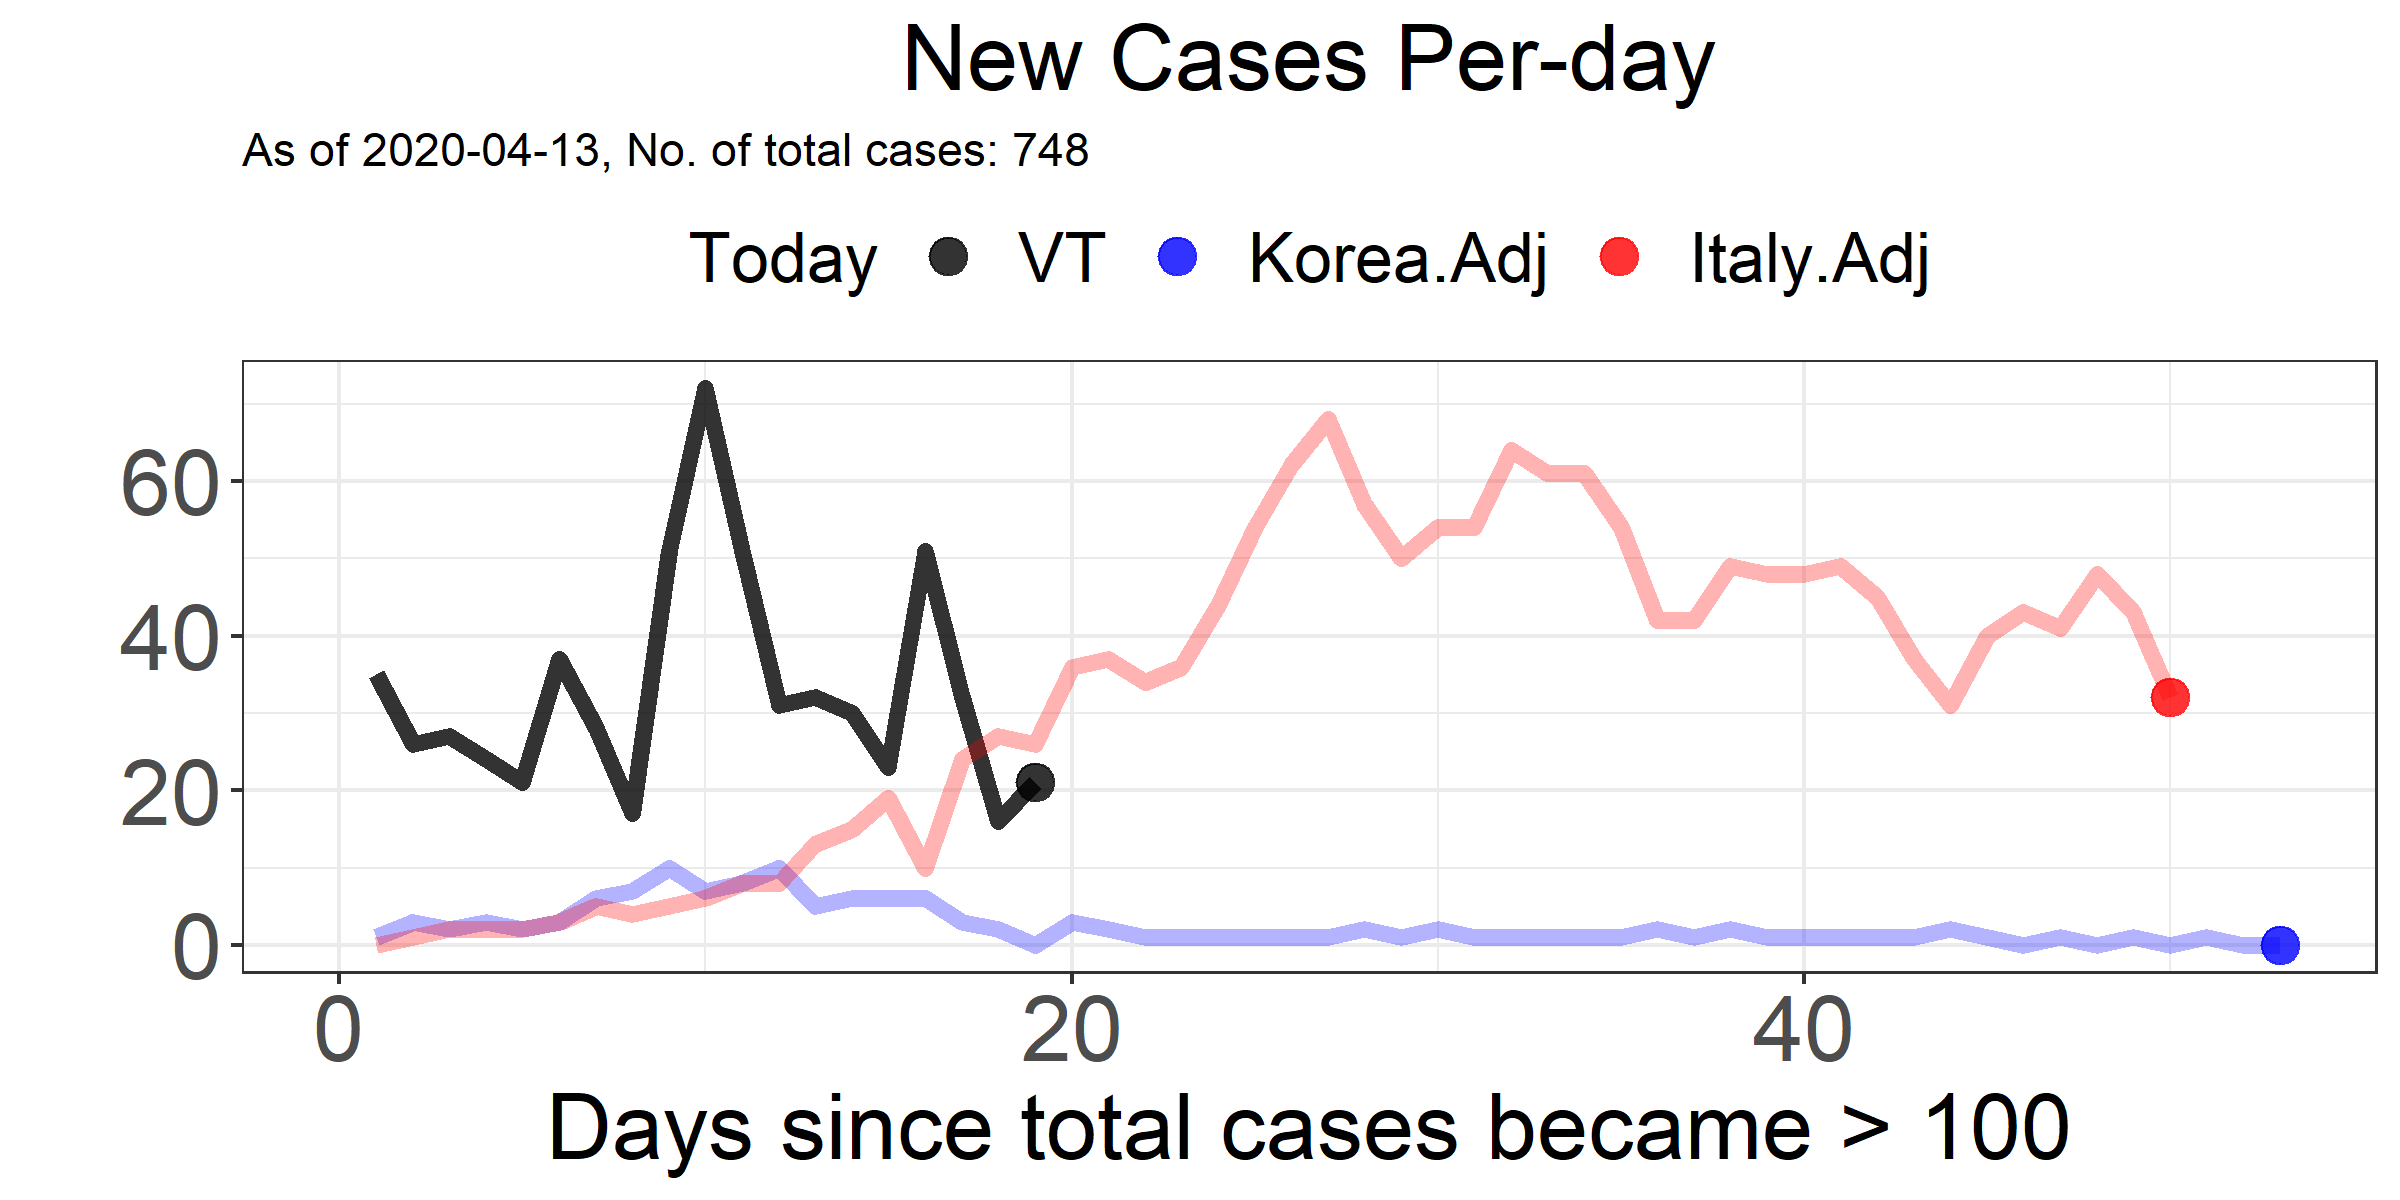 New Cases Per-day
As of 2020-04-13, No. of total cases: 748
Today VT Korea.Adj Italy.Adj
60
40
20
0
0 20 40
Days since total cases became > 100